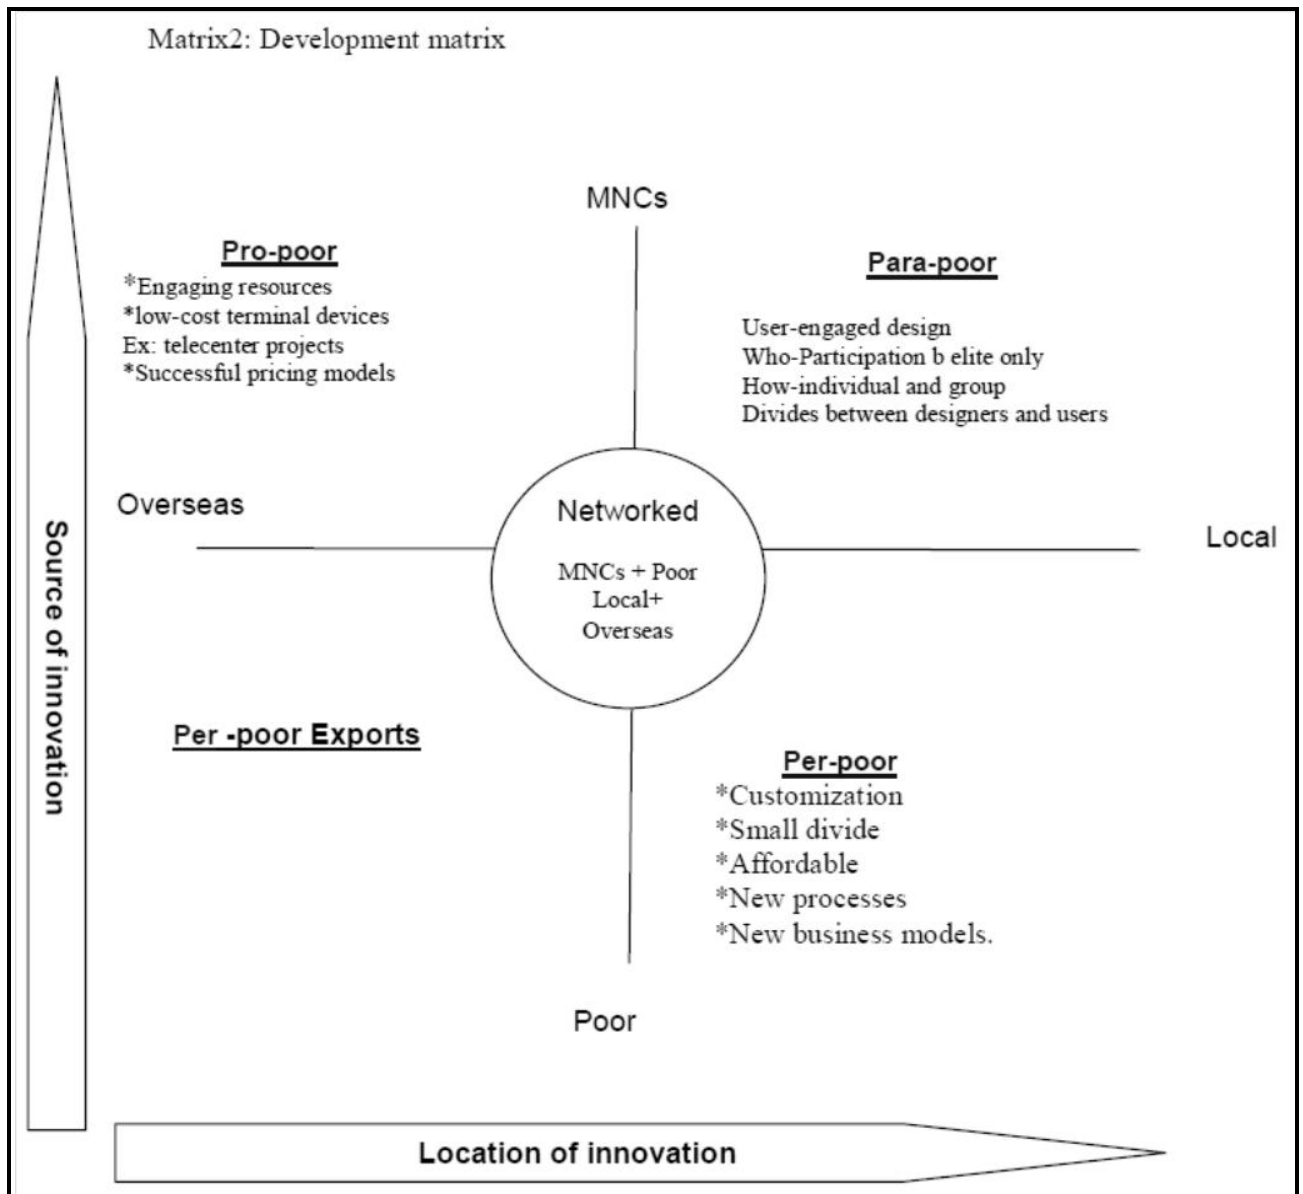 Matrix2: Development matrix
MNCs
Pro-poor
*Engaging resources
*low-cost terminal devices
Ex: telecenter projects
*Successful pricing models
Para-poor
User-engaged design
Who-Participation b elite only
How-individual and group
Divides between designers and users
Overseas
Networked
MNCs + Poor
Local+
Overseas
Local
Source of innovation
Per -poor Exports
Per-poor
*Customization
*Small divide
*Affordable
*New processes
*New business models.
Poor
Location of innovation